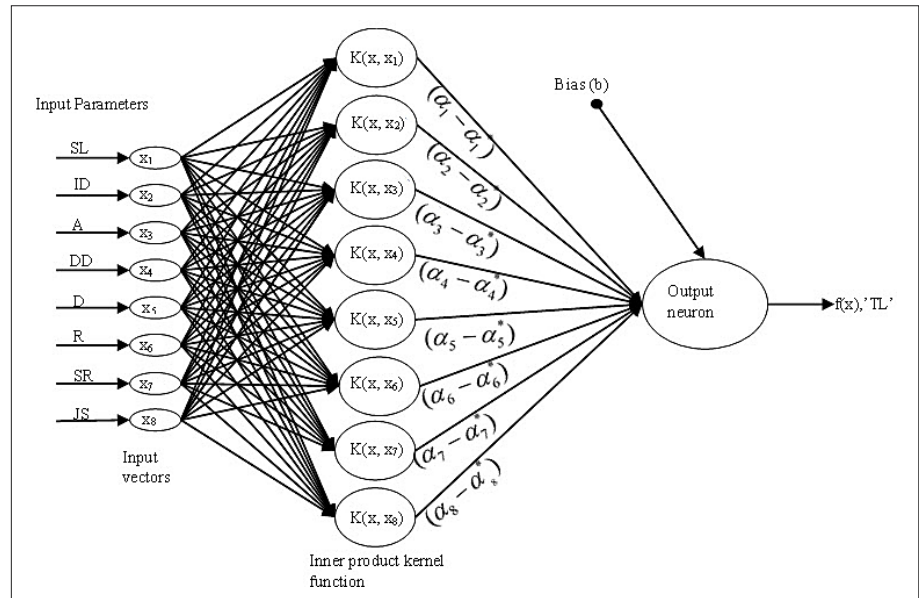 Input Parameters
SL
ID
A
DD
D
R
SR
JS
x1
x2
x3
x4
x5
x6
x7
x8
Input
vectors
K(x, x1)
K(x, x2)
K(x, x3)
K(x, x4)
K(x, x5)
K(x, x6)
K(x, x7)
K(x, x8)
Inner product kernel
function
(α1 − α1*)
(α2 − α2*)
(α3 − α3*)
(α4 − α4*)
(α5 − α5*)
(α6 − α6*)
(α7 − α7*)
(α8 − α8*)
Bias (b)
Output
neuron
f(x),'TL'